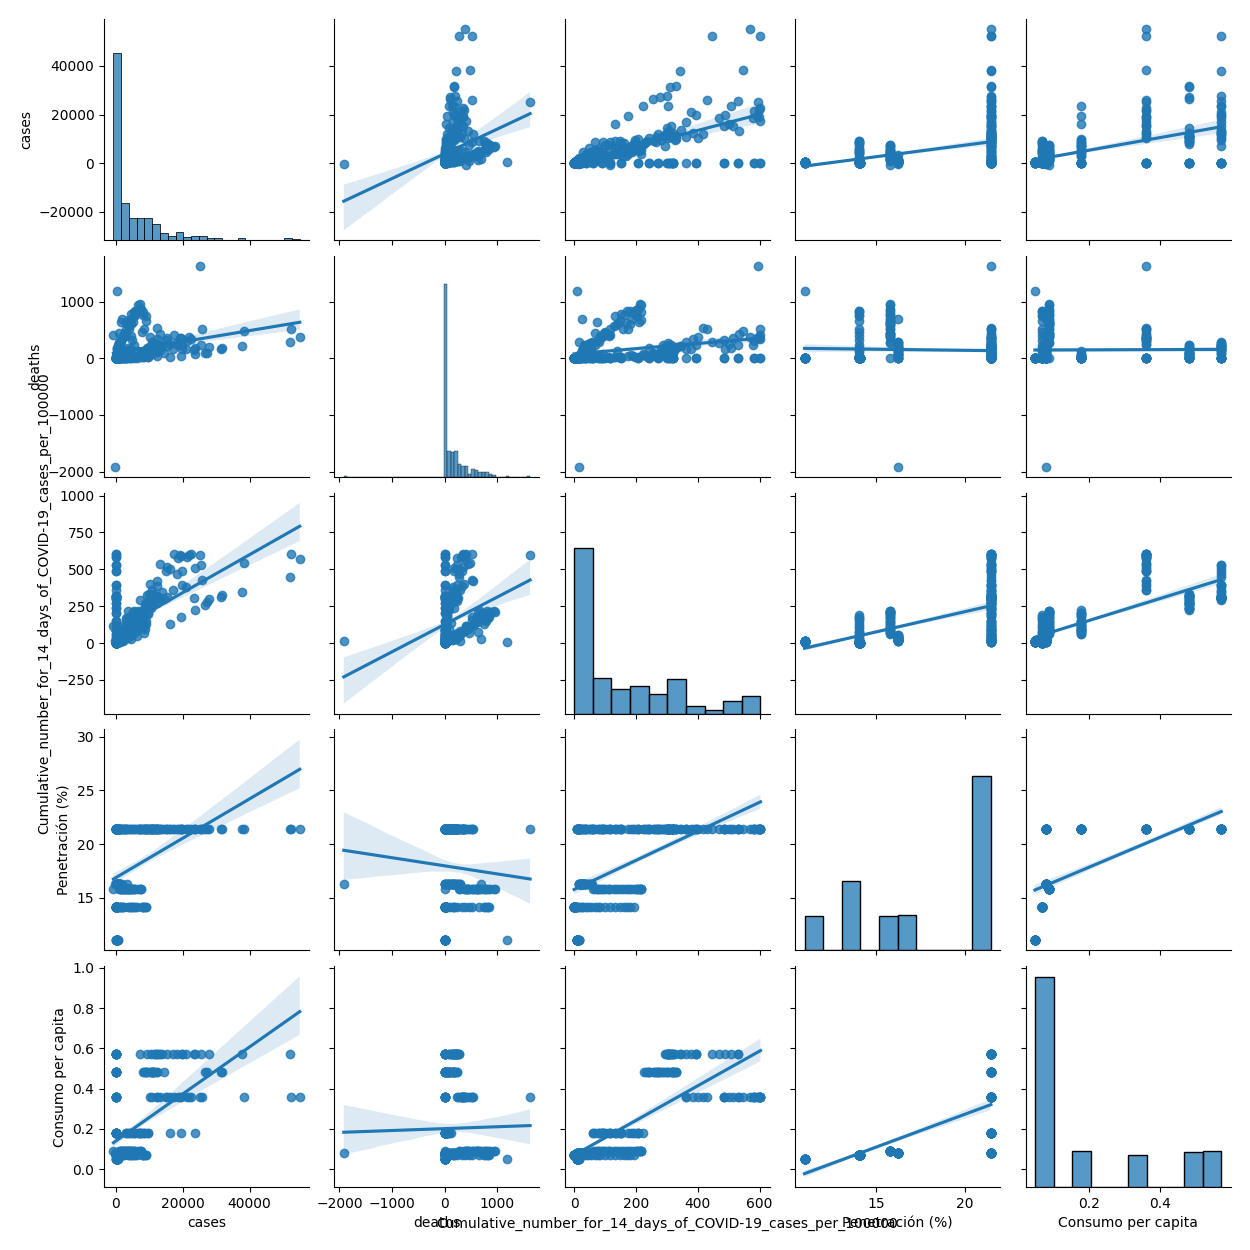 40000
20000
0
−20000
cases
1000
0
−1000
−2000
deaths
1000
750
500
250
0
−250
Cumulative_number_for_14_days_of_COVID-19_cases_per_100000
30
25
20
15
Penetración (%)
1.0
0.8
0.6
0.4
0.2
0.0
Consumo per capita
0 20000 40000
cases
−2000 −1000 0 1000
deaths
0 200 400 600
Cumulative_number_for_14_days_of_COVID-19_cases_per_100000
15 20
Penetración (%)
0.2 0.4
Consumo per capita